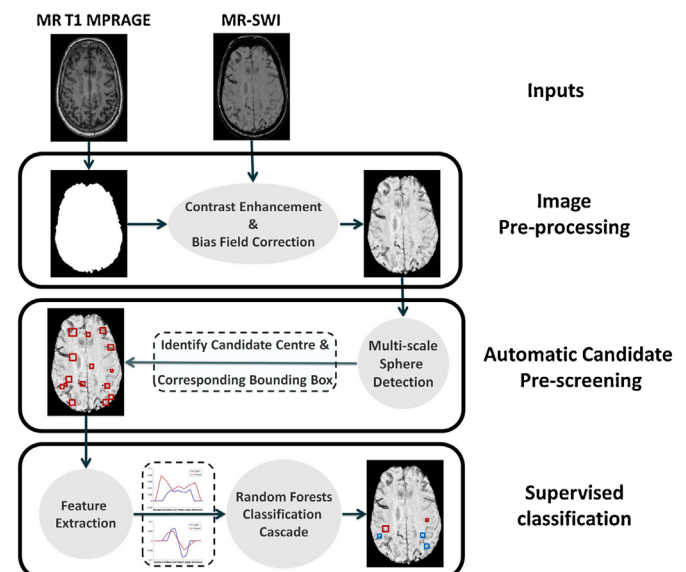 MR T1 MPRAGE
MR-SWI
Inputs
Contrast Enhancement
&
Bias Field Correction
Image
Pre-processing
Identify Candidate Centre &
Corresponding Bounding Box
Multi-scale
Sphere
Detection
Automatic Candidate
Pre-screening
Feature
Extraction
Random Forests
Classification
Cascade
Supervised
classification